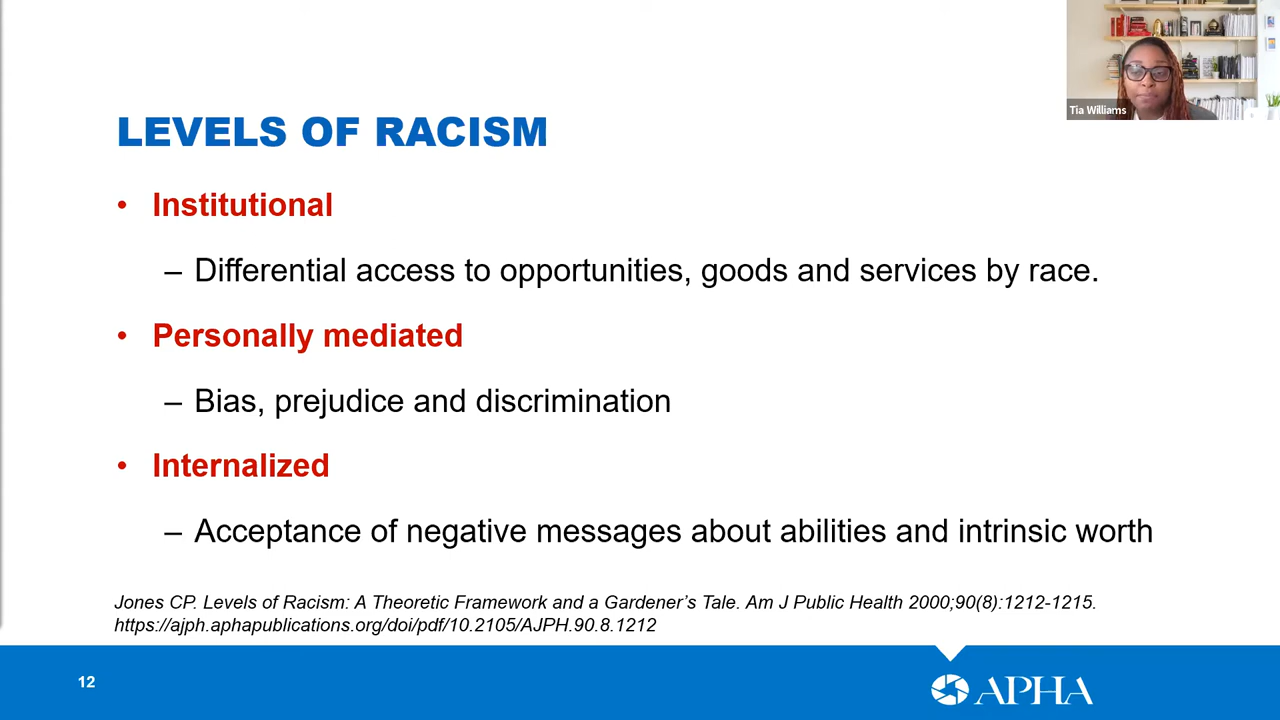 Tia Williams
LEVELS OF RACISM
• Institutional
– Differential access to opportunities, goods and services by race.
• Personally mediated
– Bias, prejudice and discrimination
• Internalized
– Acceptance of negative messages about abilities and intrinsic worth
Jones CP. Levels of Racism: A Theoretic Framework and a Gardener’s Tale. Am J Public Health 2000;90(8):1212-1215.
https://ajph.aphapublications.org/doi/pdf/10.2105/AJPH.90.8.1212
12
APHA